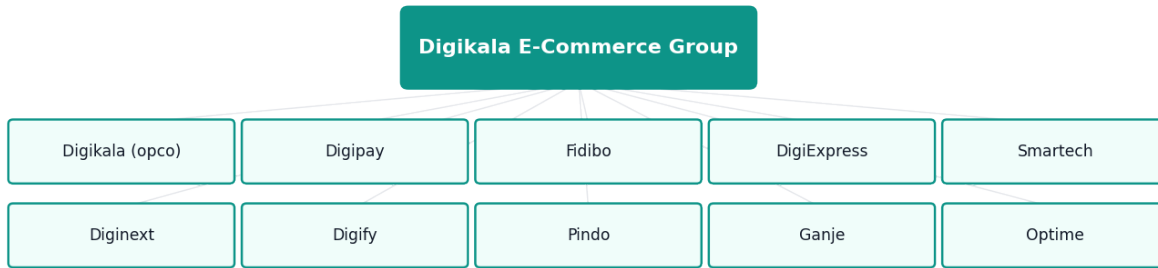 Digikala E-Commerce Group
Digikala (opco)
Digipay
Fidibo
DigiExpress
Smartech
Diginext
Digify
Pindo
Ganje
Optime